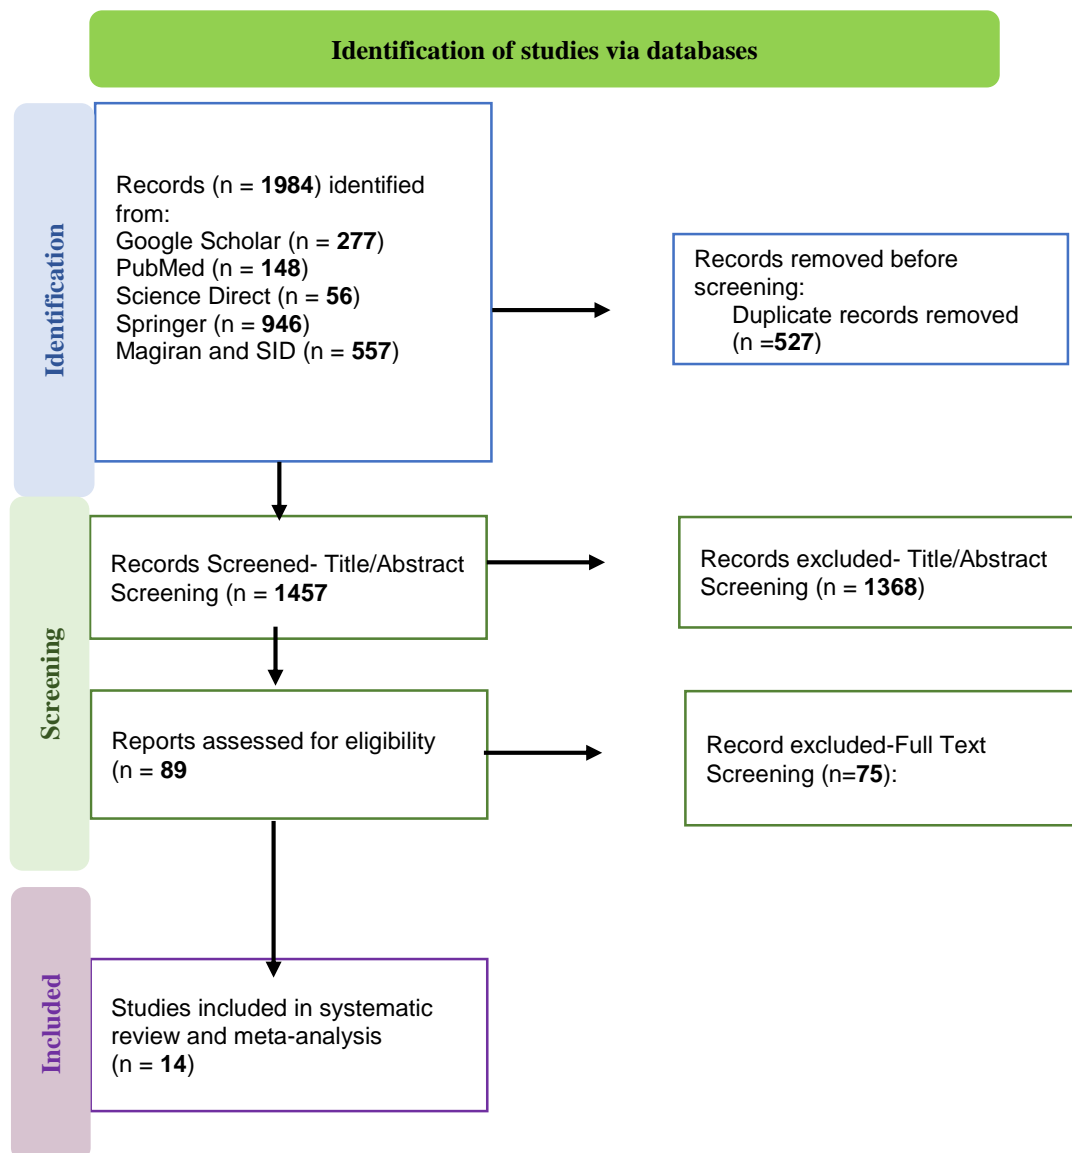 Identification of studies via databases
Identification
Records (n = 1984) identified
from:
Google Scholar (n = 277)
PubMed (n = 148)
Science Direct (n = 56)
Springer (n = 946)
Magiran and SID (n = 557)
Records removed before
screening:
Duplicate records removed
(n =527)
Screening
Records Screened- Title/Abstract
Screening (n = 1457
Records excluded- Title/Abstract
Screening (n = 1368)
Reports assessed for eligibility
(n = 89
Record excluded-Full Text
Screening (n=75):
Included
Studies included in systematic
review and meta-analysis
(n = 14)